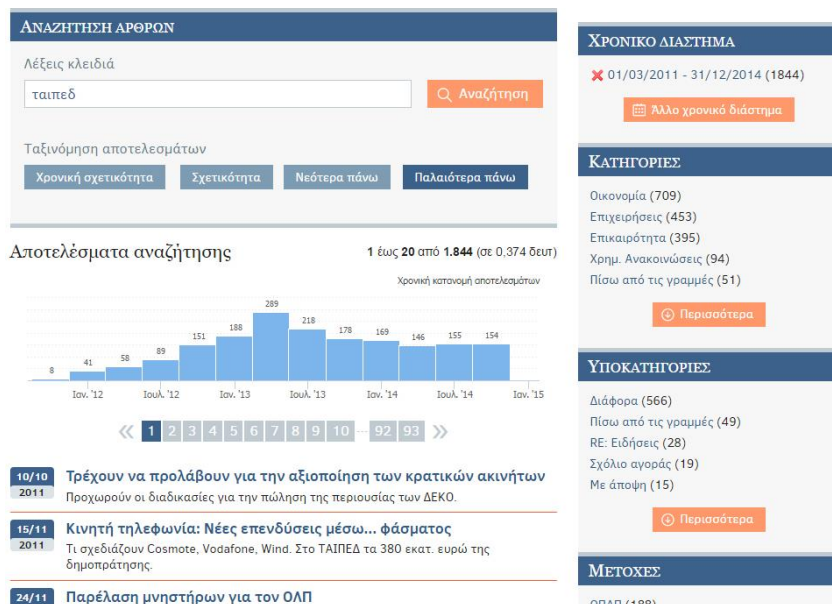 ΑΝΑΖΗΤΗΣΗ ΑΡΘΡΩΝ
Λέξεις κλειδιά
ταιπεδ
Αναζήτηση
Ταξινόμηση αποτελεσμάτων
Χρονική σχετικότητα
Σχετικότητα
Νεότερα πάνω
Παλαιότερα πάνω
Αποτελέσματα αναζήτησης
1 έως 20 από 1.844 (σε 0,374 δευτ)
Χρονική κατανομή αποτελεσμάτων
8 41 58 89 151 188 289 218 178 169 146 155 154
Ιαν. '12 Ιουλ. '12 Ιαν. '13 Ιουλ. '13 Ιαν. '14 Ιουλ. '14 Ιαν. '15
« 1 2 3 4 5 6 7 8 9 10 ... 92 93 »
10/10
2011
Τρέχουν να προλάβουν για την αξιοποίηση των κρατικών ακινήτων
Προχωρούν οι διαδικασίες για την πώληση της περιουσίας των ΔΕΚΟ.
15/11
2011
Κινητή τηλεφωνία: Νέες επενδύσεις μέσω... φάσματος
Τι σχεδιάζουν Cosmote, Vodafone, Wind. Στο ΤΑΙΠΕΔ τα 380 εκατ. ευρώ της
δημοπράτησης.
24/11
Παρέλαση μνηστήρων για τον ΟΛΠ
ΧΡΟΝΙΚΟ ΔΙΑΣΤΗΜΑ
01/03/2011 - 31/12/2014 (1844)
Άλλο χρονικό διάστημα
ΚΑΤΗΓΟΡΙΕΣ
Οικονομία (709)
Επιχειρήσεις (453)
Επικαιρότητα (395)
Χρημ. Ανακοινώσεις (94)
Πίσω από τις γραμμές (51)
Περισσότερα
ΥΠΟΚΑΤΗΓΟΡΙΕΣ
Διάφορα (566)
Πίσω από τις γραμμές (49)
RE: Ειδήσεις (28)
Σχόλιο αγοράς (19)
Με άποψη (15)
Περισσότερα
ΜΕΤΟΧΕΣ
ΟΠΑΠ (188)